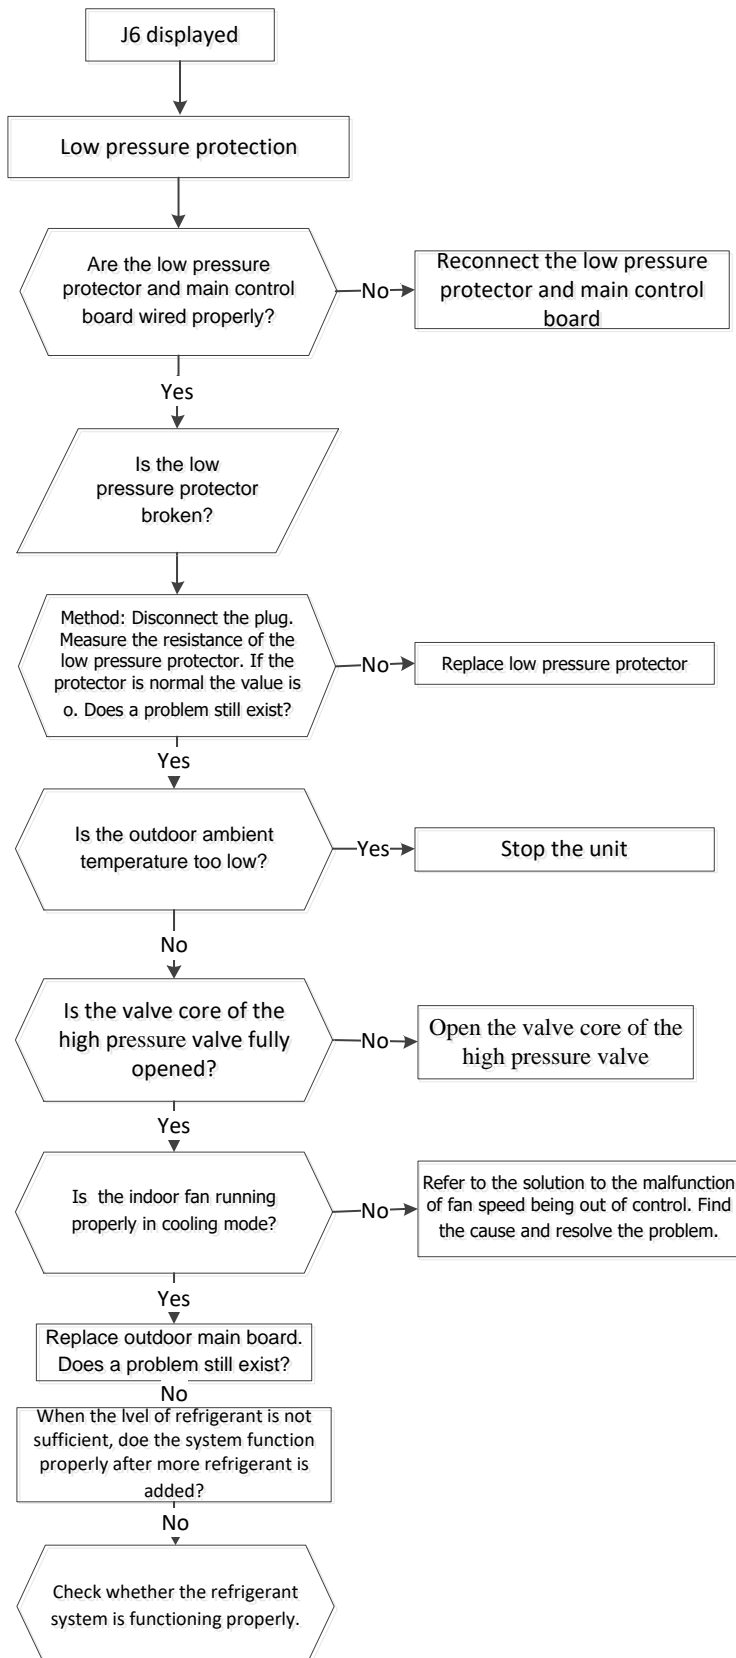 J6 displayed
Low pressure protection
Are the low pressure
protector and main control
board wired properly?
No
Reconnect the low pressure
protector and main control
board
Yes
Is the low
pressure protector
broken?
Method: Disconnect the plug.
Measure the resistance of the
low pressure protector. If the
protector is normal the value is
o. Does a problem still exist?
No
Replace low pressure protector
Yes
Is the outdoor ambient
temperature too low?
Yes
Stop the unit
No
Is the valve core of the
high pressure valve fully
opened?
No
Open the valve core of the
high pressure valve
Yes
Is the indoor fan running
properly in cooling mode?
No
Refer to the solution to the malfunction
of fan speed being out of control. Find
the cause and resolve the problem.
Yes
Replace outdoor main board.
Does a problem still exist?
No
When the lvel of refrigerant is not
sufficient, doe the system function
properly after more refrigerant is
added?
No
Check whether the refrigerant
system is functioning properly.